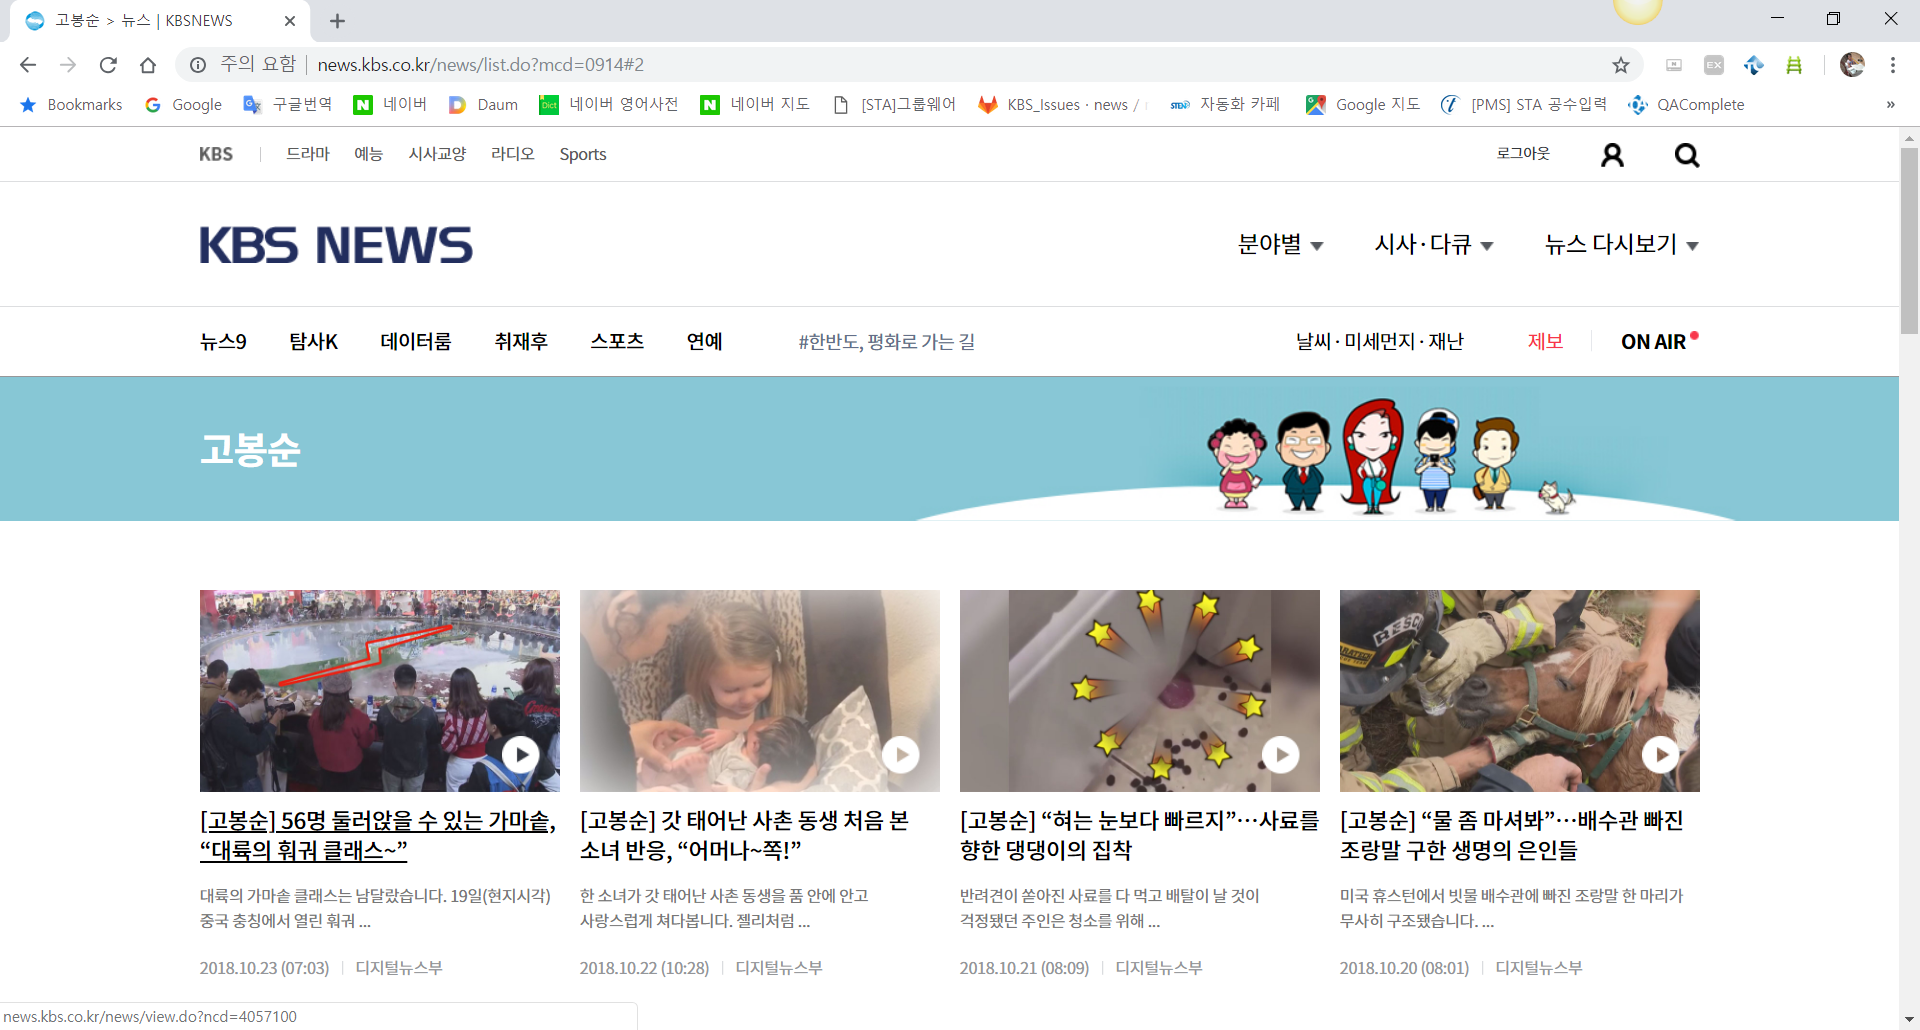 고봉순 > 뉴스 | KBSNEWS
주의 요함 | news.kbs.co.kr/news/list.do?mcd=0914#2
EX
Bookmarks Google 구글번역 네이버 Daum 네이버 영어사전 네이버 지도 [STA]그룹웨어 KBS_Issues · news / 자동화 카페 Google 지도 [PMS] STA 공수입력 QAComplete »
KBS 드라마 예능 시사교양 라디오 Sports 로그아웃
KBS NEWS 분야별 시사·다큐 뉴스 다시보기
뉴스9 탐사K 데이터룸 취재후 스포츠 연예 #한반도, 평화로 가는 길 날씨·미세먼지·재난 제보 ON AIR
고봉순
[고봉순] 56명 둘러앉을 수 있는 가마솥,
“대륙의 훠궈 클래스~”
대륙의 가마솥 클래스는 남달랐습니다. 19일(현지시각)
중국 충칭에서 열린 훠궈 ...
2018.10.23 (07:03) | 디지털뉴스부
[고봉순] 갓 태어난 사촌 동생 처음 본
소녀 반응, “어머나~쪽!”
한 소녀가 갓 태어난 사촌 동생을 품 안에 안고
사랑스럽게 쳐다봅니다. 젤리처럼 ...
2018.10.22 (10:28) | 디지털뉴스부
[고봉순] “혀는 눈보다 빠르지”…사료를
향한 댕댕이의 집착
반려견이 쏟아진 사료를 다 먹고 배탈이 날 것이
걱정됐던 주인은 청소를 위해 ...
2018.10.21 (08:09) | 디지털뉴스부
RESC
[고봉순] “물 좀 마셔봐”…배수관 빠진
조랑말 구한 생명의 은인들
미국 휴스턴에서 빗물 배수관에 빠진 조랑말 한 마리가
무사히 구조됐습니다. ...
2018.10.20 (08:01) | 디지털뉴스부
news.kbs.co.kr/news/view.do?ncd=4057100